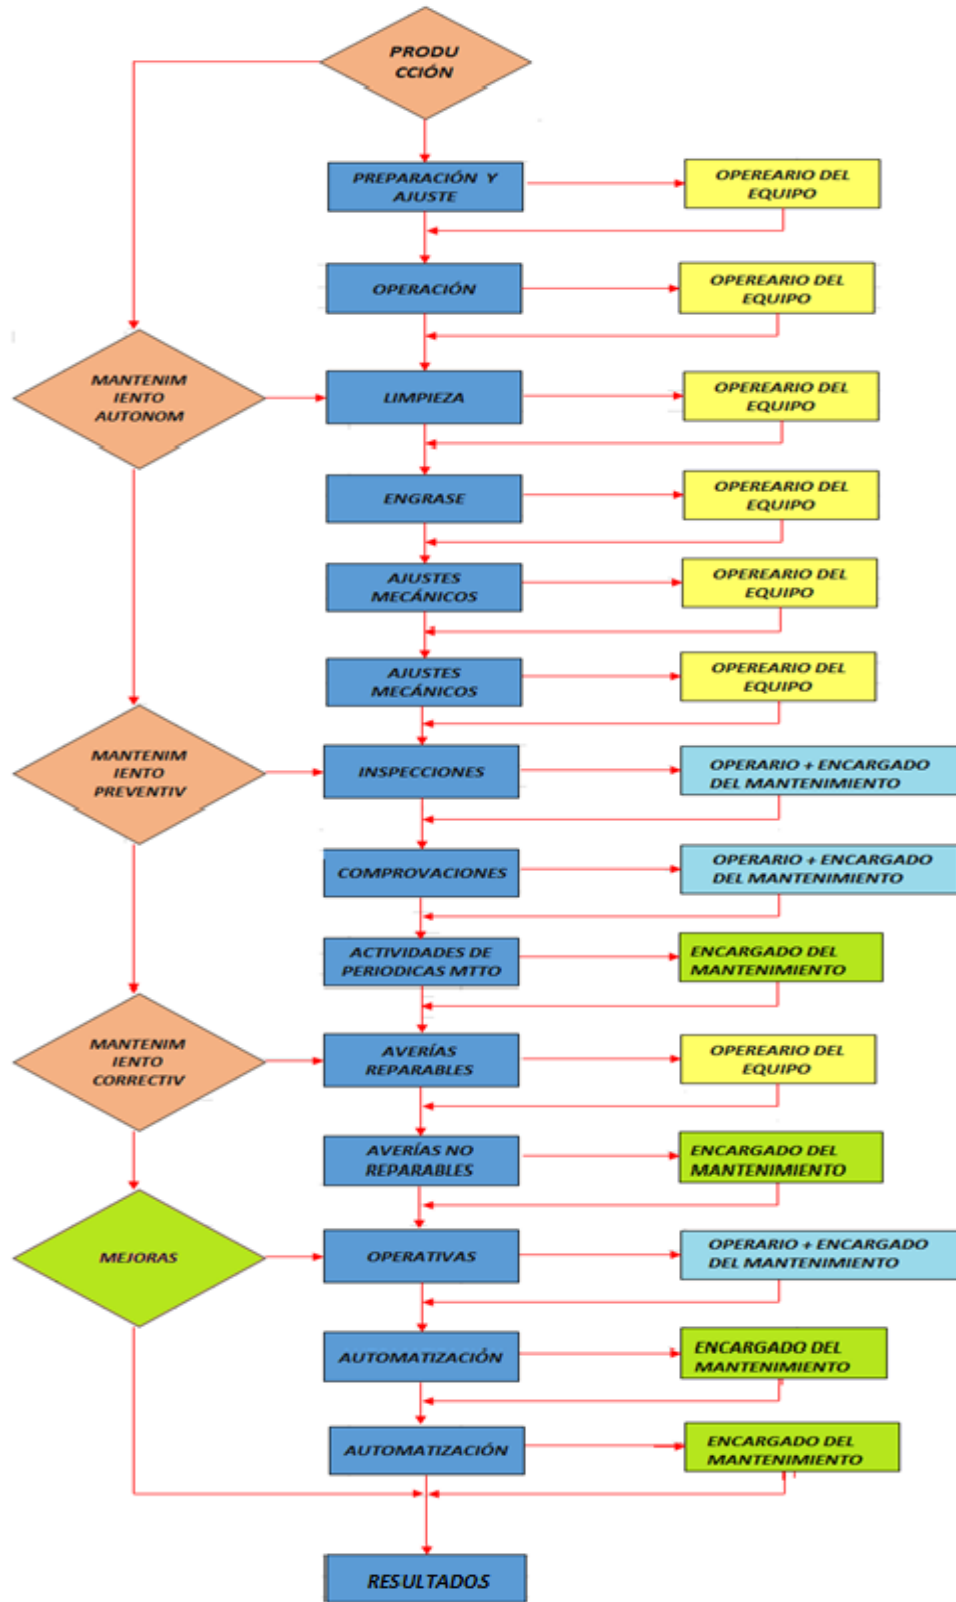 PRODU
CCIÓN
PREPARACIÓN Y
AJUSTE
OPEREARIO DEL
EQUIPO
OPERACIÓN
OPEREARIO DEL
EQUIPO
MANTENIM
IENTO
AUTONOM
LIMPIEZA
OPEREARIO DEL
EQUIPO
ENGRASE
OPEREARIO DEL
EQUIPO
AJUSTES
MECÁNICOS
OPEREARIO DEL
EQUIPO
AJUSTES
MECÁNICOS
OPEREARIO DEL
EQUIPO
MANTENIM
IENTO
PREVENTIV
INSPECCIONES
OPERARIO + ENCARGADO
DEL MANTENIMIENTO
COMPROVACIONES
OPERARIO + ENCARGADO
DEL MANTENIMIENTO
ACTIVIDADES DE
PERIODICAS MTTO
ENCARGADO DEL
MANTENIMIENTO
MANTENIM
IENTO
CORRECTIV
AVERÍAS
REPARABLES
OPEREARIO DEL
EQUIPO
AVERÍAS NO
REPARABLES
ENCARGADO DEL
MANTENIMIENTO
MEJORAS
OPERATIVAS
OPERARIO + ENCARGADO
DEL MANTENIMIENTO
AUTOMATIZACIÓN
ENCARGADO DEL
MANTENIMIENTO
AUTOMATIZACIÓN
ENCARGADO DEL
MANTENIMIENTO
RESULTADOS